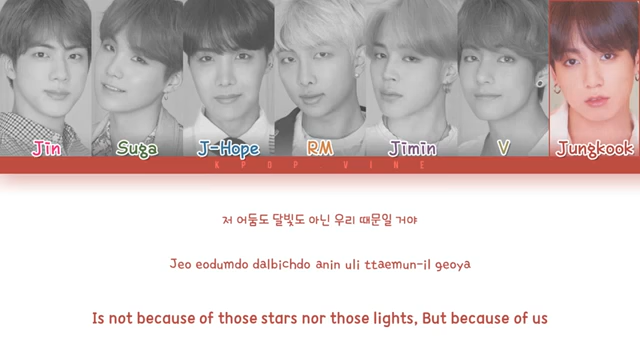 Jin Suga J-Hope RM Jimin V Jungkook
KPOP VINE
저 어둠도 달빛도 아닌 우리 때문일 거야
Jeo eodumdo dalbichdo anin uli ttaemun-il geoya
Is not because of those stars nor those lights, But because of us